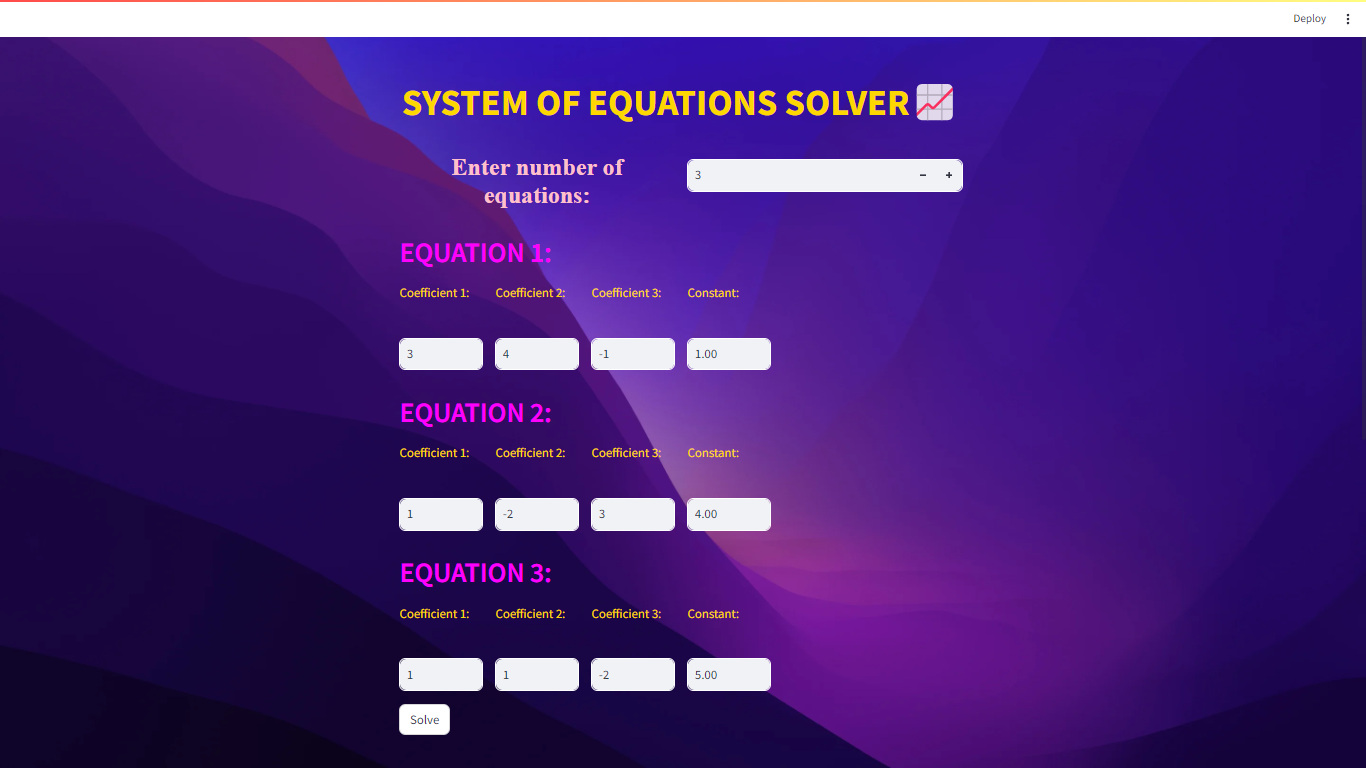 Deploy
SYSTEM OF EQUATIONS SOLVER
Enter number of
equations:
3 − +
EQUATION 1:
Coefficient 1: Coefficient 2: Coefficient 3: Constant:
3 4 -1 1.00
EQUATION 2:
Coefficient 1: Coefficient 2: Coefficient 3: Constant:
1 -2 3 4.00
EQUATION 3:
Coefficient 1: Coefficient 2: Coefficient 3: Constant:
1 1 -2 5.00
Solve